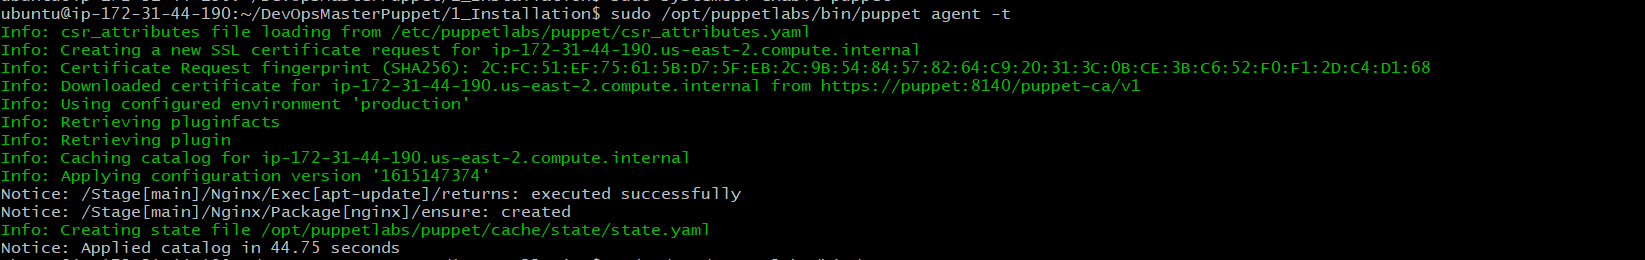 ubuntu@ip-172-31-44-190:~/DevOpsMasterPuppet/1_Installation$ sudo /opt/puppetlabs/bin/puppet agent -t
Info: csr_attributes file loading from /etc/puppetlabs/puppet/csr_attributes.yaml
Info: Creating a new SSL certificate request for ip-172-31-44-190.us-east-2.compute.internal
Info: Certificate Request fingerprint (SHA256): 2C:FC:51:EF:75:61:5B:D7:5F:EB:2C:9B:54:84:57:82:64:C9:20:31:3C:0B:CE:3B:C6:52:F0:F1:2D:C4:D1:68
Info: Downloaded certificate for ip-172-31-44-190.us-east-2.compute.internal from https://puppet:8140/puppet-ca/v1
Info: Using configured environment 'production'
Info: Retrieving pluginfacts
Info: Retrieving plugin
Info: Caching catalog for ip-172-31-44-190.us-east-2.compute.internal
Info: Applying configuration version '1615147374'
Notice: /Stage[main]/Nginx/Exec[apt-update]/returns: executed successfully
Notice: /Stage[main]/Nginx/Package[nginx]/ensure: created
Info: Creating state file /opt/puppetlabs/puppet/cache/state/state.yaml
Notice: Applied catalog in 44.75 seconds